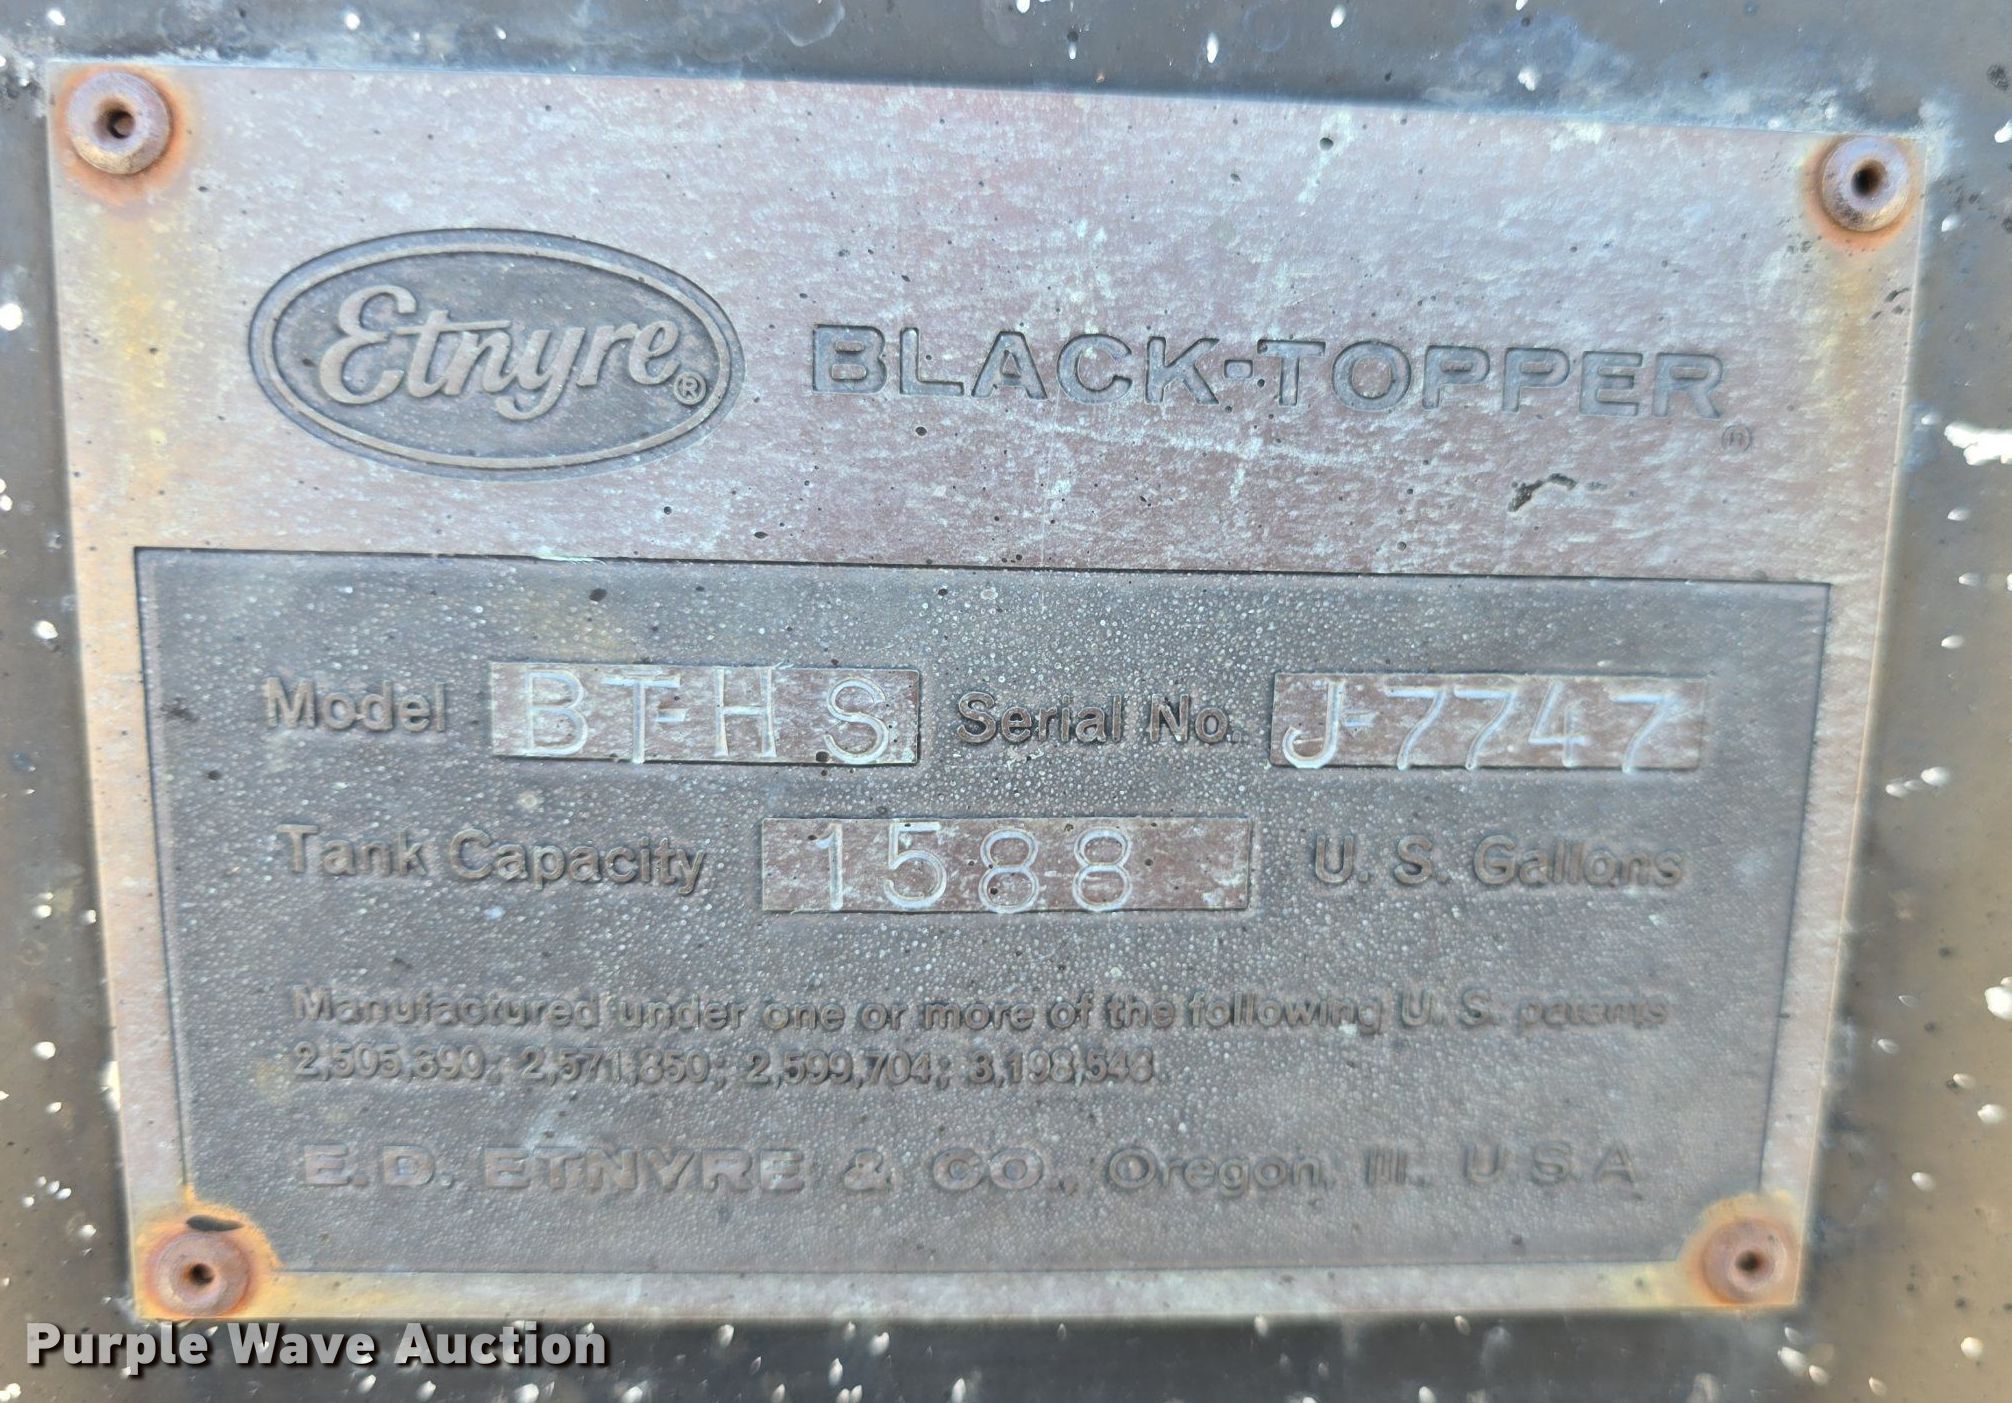 Etnyre® BLACK-TOPPER®
Model BT-HS Serial No. J-7747
Tank Capacity 1588 U. S. Gallons
Manufactured under one or more of the following U. S. patents
2,505,390; 2,571,850; 2,599,704; 3,198,548.
E.D. ETNYRE & CO., Oregon, Ill., U.S.A.
Purple Wave Auction